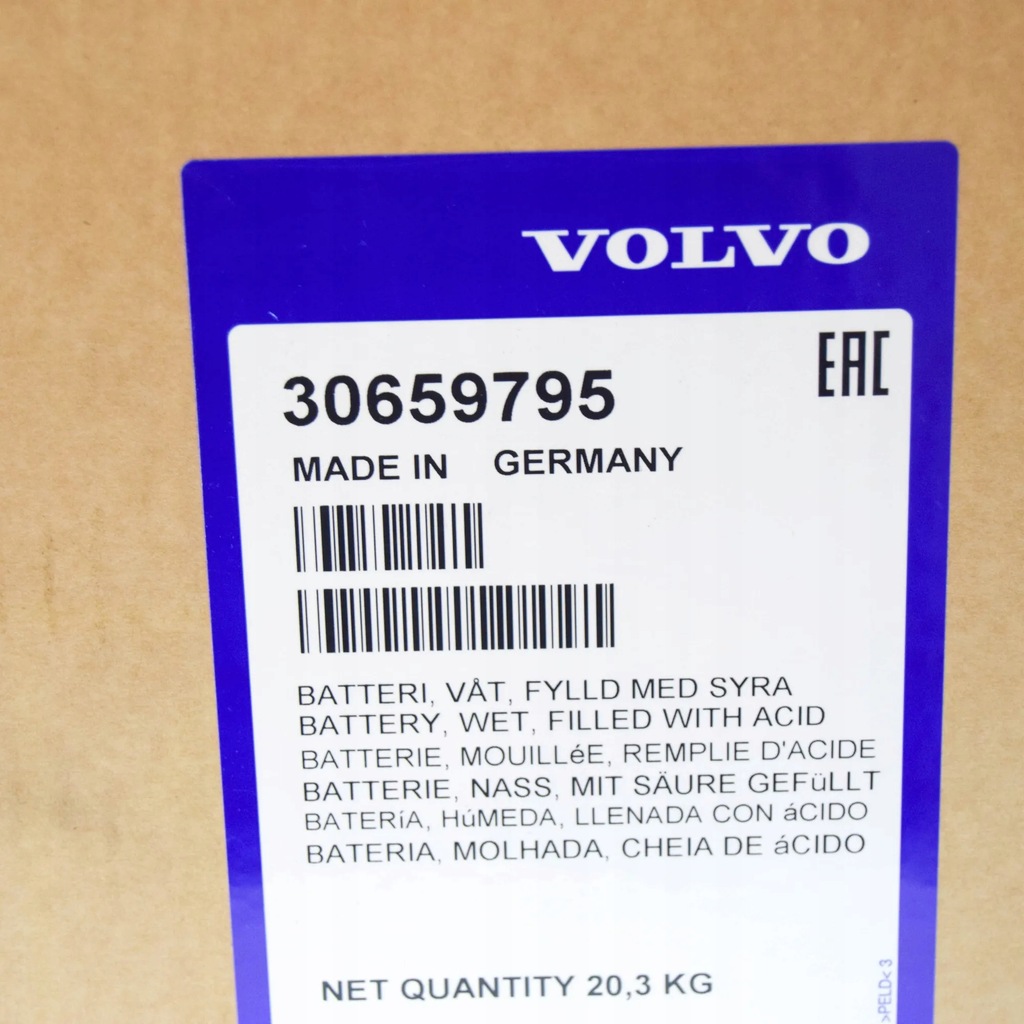 VOLVO
EAC
30659795
MADE IN GERMANY
BATTERI, VÅT, FYLLD MED SYRA
BATTERY, WET, FILLED WITH ACID
BATTERIE, MOUILLéE, REMPLIE D'ACIDE
BATTERIE, NASS, MIT SÄURE GEFüLLT
BATERíA, HúMEDA, LLENADA CON áCIDO
BATERIA, MOLHADA, CHEIA DE áCIDO
NET QUANTITY 20,3 KG
>PELD< 3